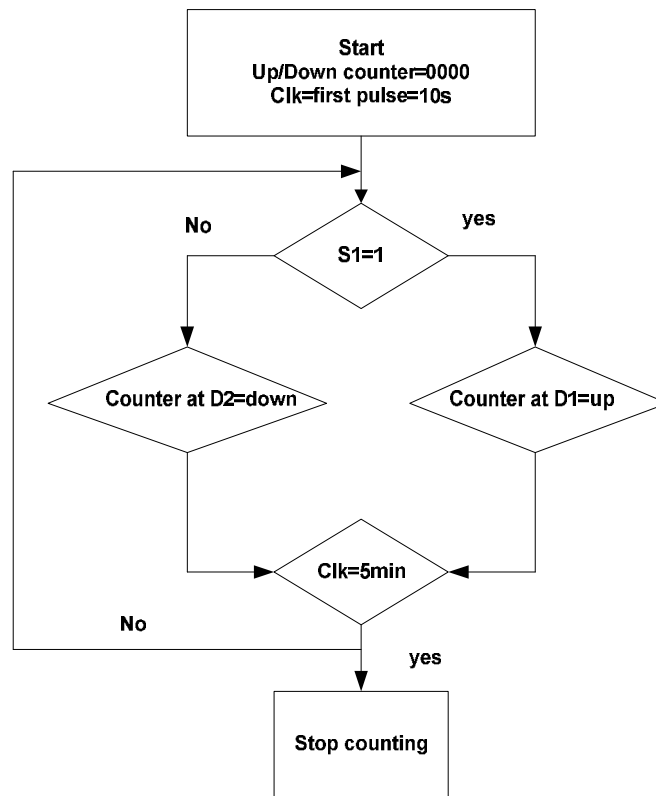 Start
Up/Down counter=0000
Clk=first pulse=10s
No
yes
S1=1
Counter at D2=down
Counter at D1=up
Clk=5min
No
yes
Stop counting